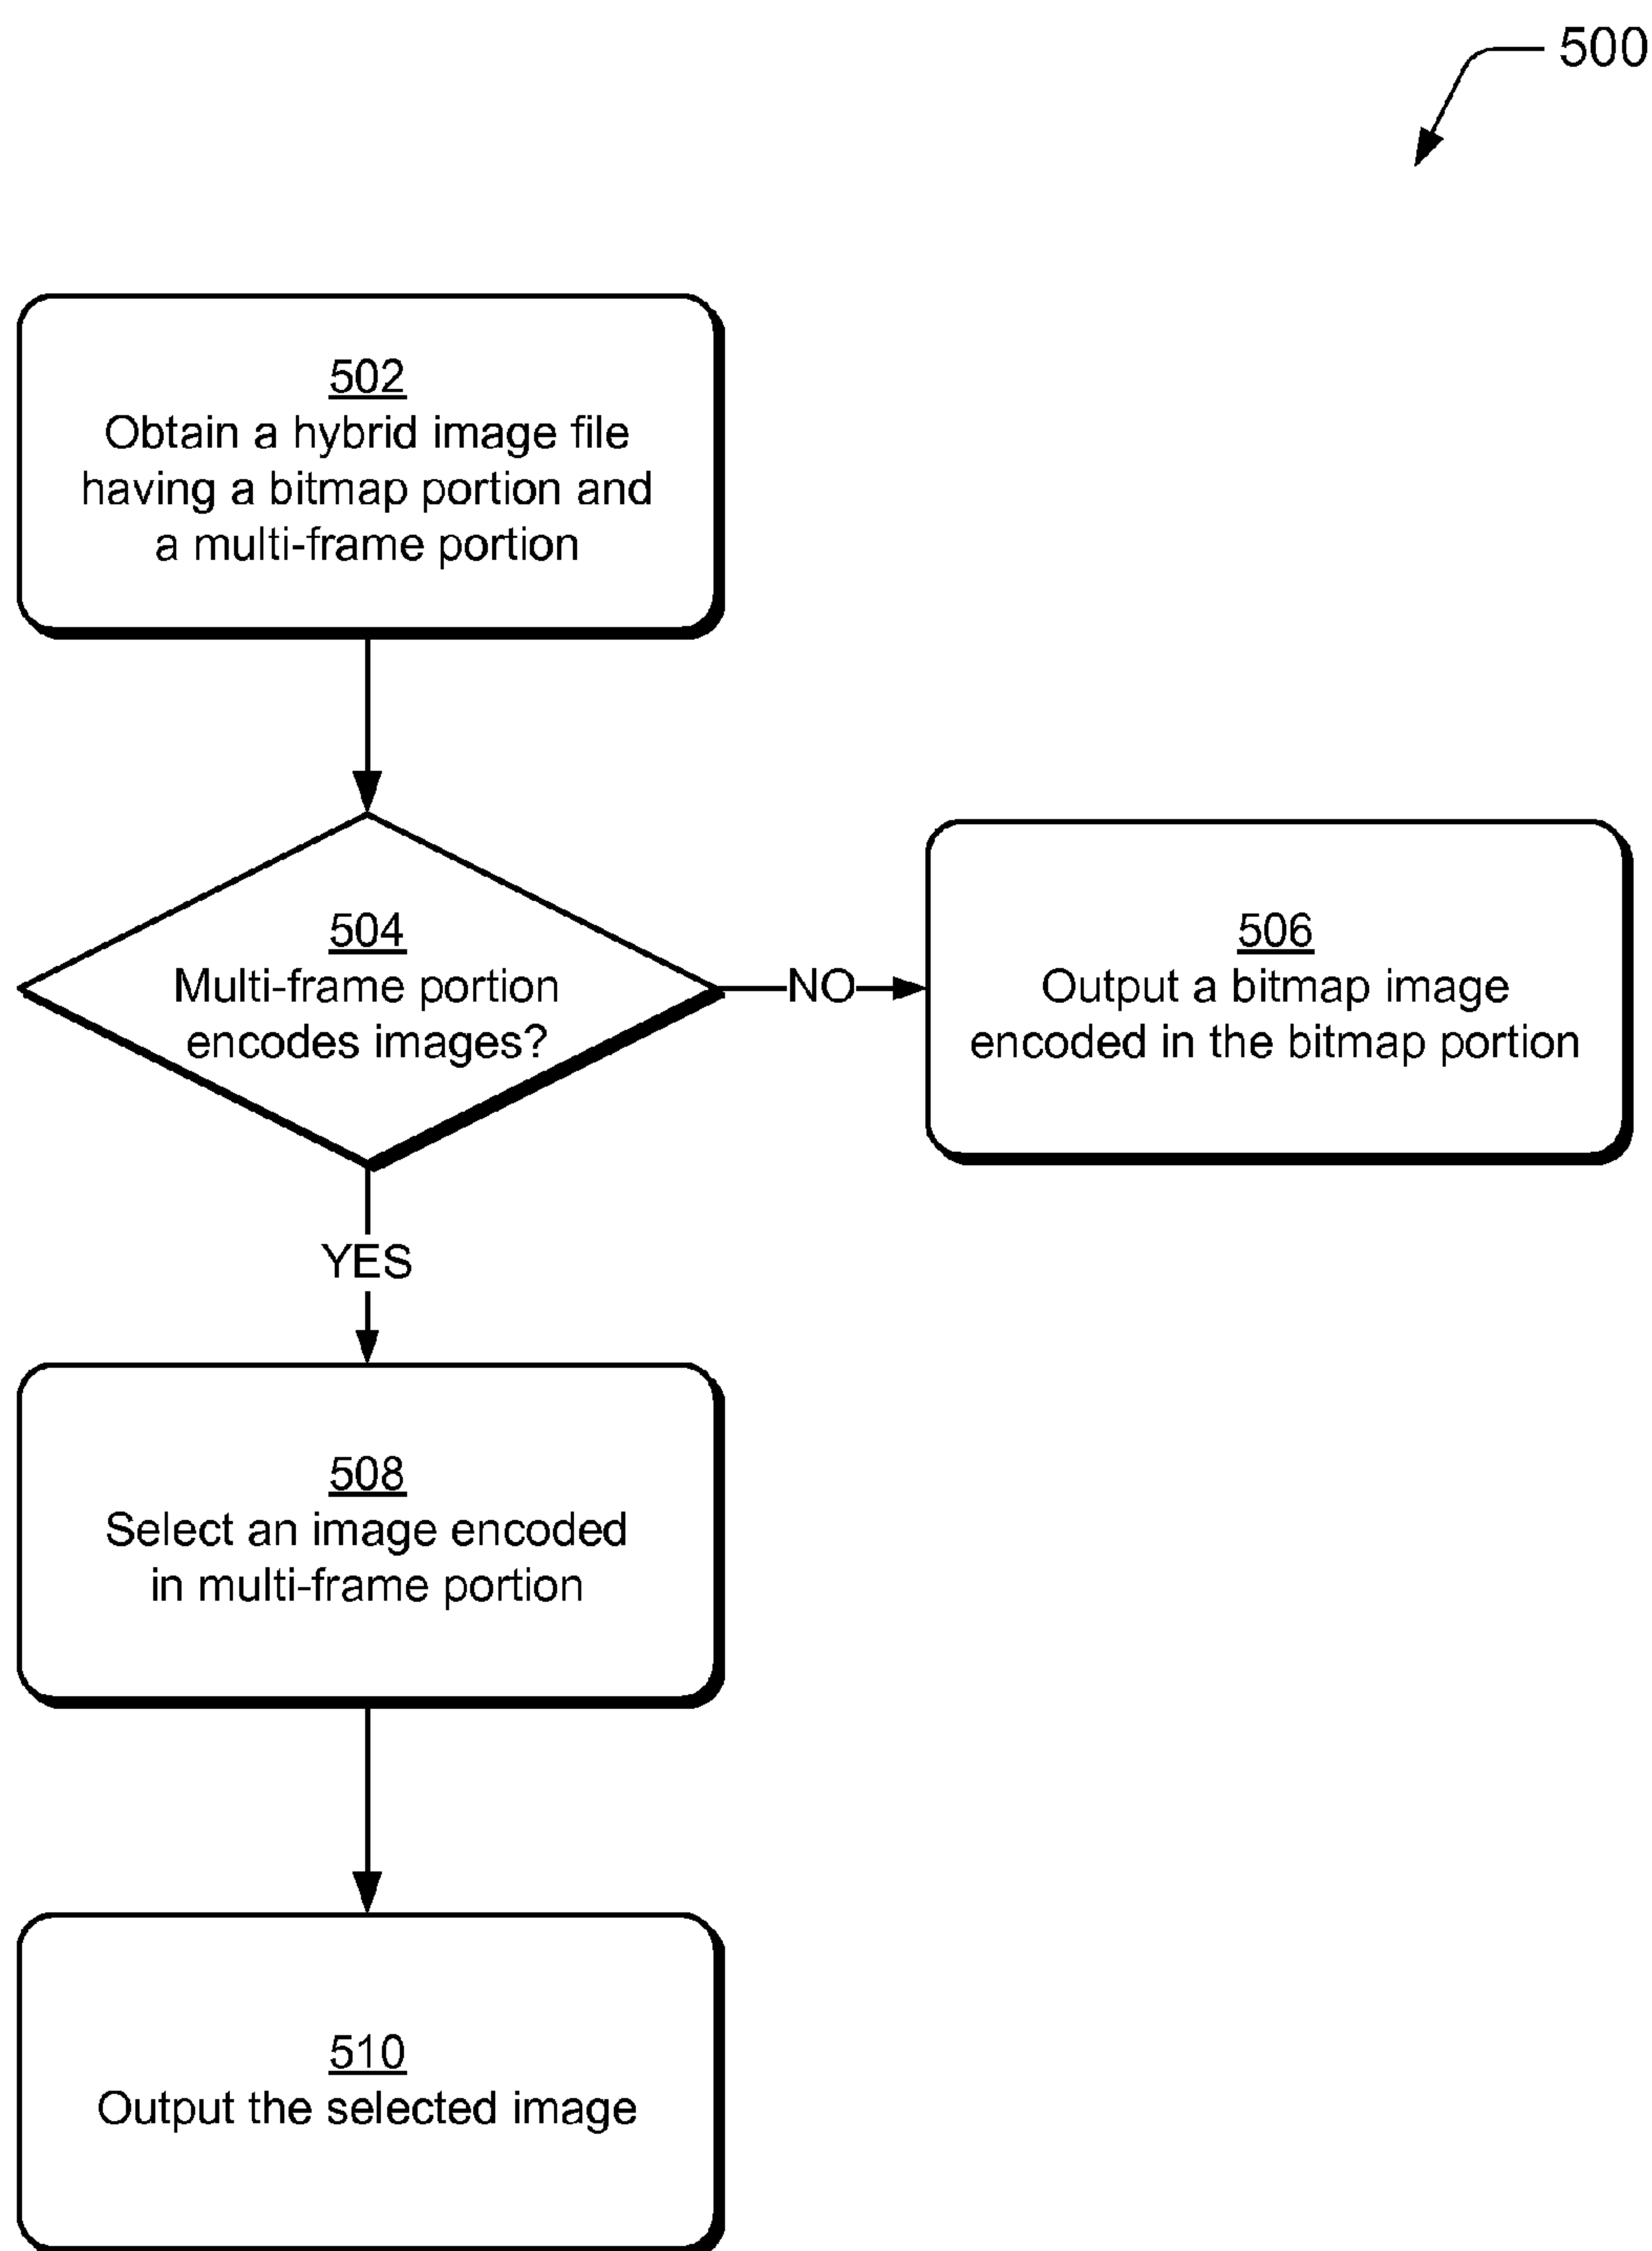 500
502
Obtain a hybrid image file
having a bitmap portion and
a multi-frame portion
504
Multi-frame portion
encodes images?
NO
506
Output a bitmap image
encoded in the bitmap portion
YES
508
Select an image encoded
in multi-frame portion
510
Output the selected image